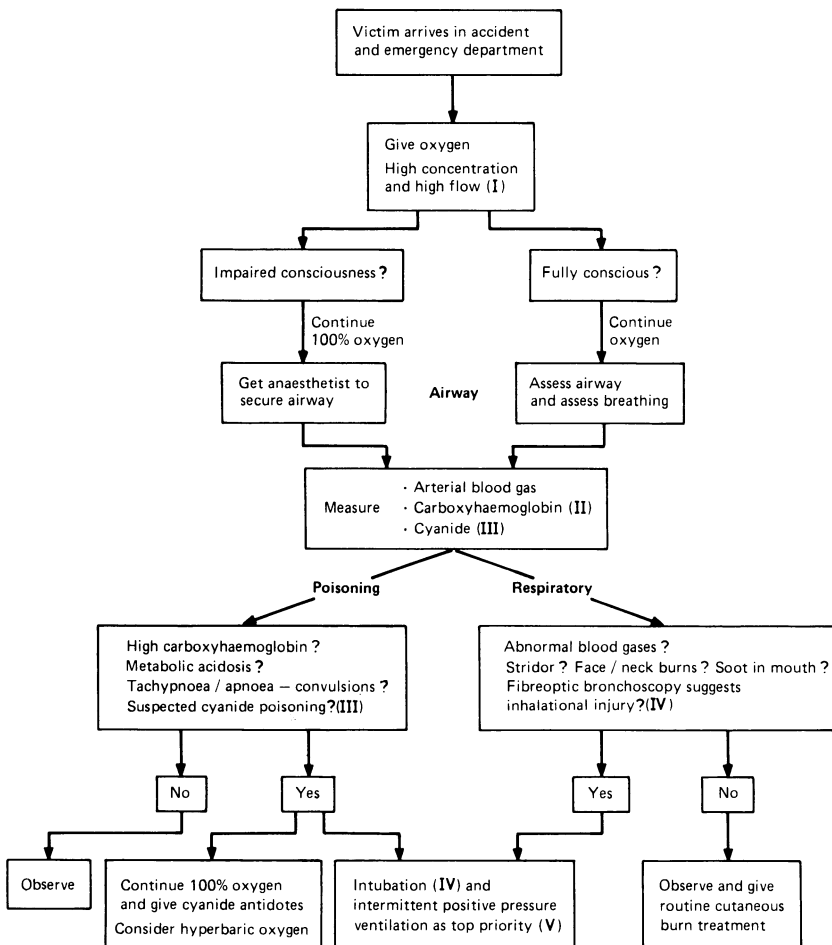 Victim arrives in accident
and emergency department
Give oxygen
High concentration
and high flow (I)
Impaired consciousness?
Fully conscious?
Continue
100% oxygen
Continue
oxygen
Get anaesthetist to
secure airway
Airway
Assess airway
and assess breathing
Measure
· Arterial blood gas
· Carboxyhaemoglobin (II)
· Cyanide (III)
Poisoning
Respiratory
High carboxyhaemoglobin?
Metabolic acidosis?
Tachypnoea / apnoea – convulsions?
Suspected cyanide poisoning?(III)
Abnormal blood gases?
Stridor? Face / neck burns? Soot in mouth?
Fibreoptic bronchoscopy suggests
inhalational injury?(IV)
No
Yes
Yes
No
Observe
Continue 100% oxygen
and give cyanide antidotes
Consider hyperbaric oxygen
Intubation (IV) and
intermittent positive pressure
ventilation as top priority (V)
Observe and give
routine cutaneous
burn treatment